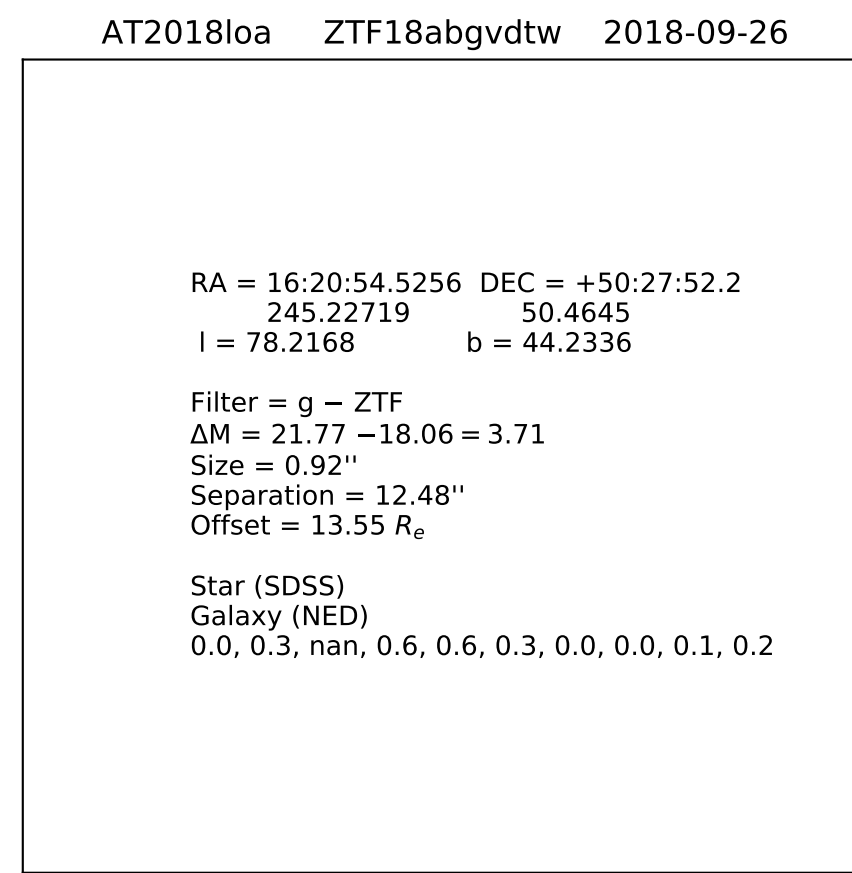 AT2018loa ZTF18abgvdtw 2018-09-26
RA = 16:20:54.5256 DEC = +50:27:52.2
245.22719 50.4645
l = 78.2168 b = 44.2336
Filter = g − ZTF
ΔM = 21.77 −18.06 = 3.71
Size = 0.92''
Separation = 12.48''
Offset = 13.55 Re
Star (SDSS)
Galaxy (NED)
0.0, 0.3, nan, 0.6, 0.6, 0.3, 0.0, 0.0, 0.1, 0.2